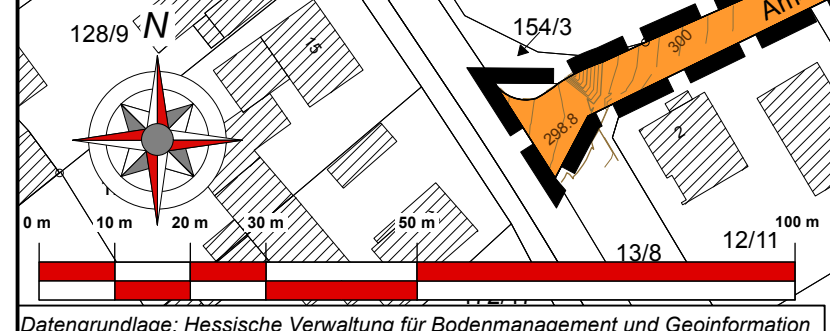 128/9
N
15
154/3
300
Am
298.8
2
0 m 10 m 20 m 30 m 50 m 100 m
13/8
12/11
Datengrundlage: Hessische Verwaltung für Bodenmanagement und Geoinformation